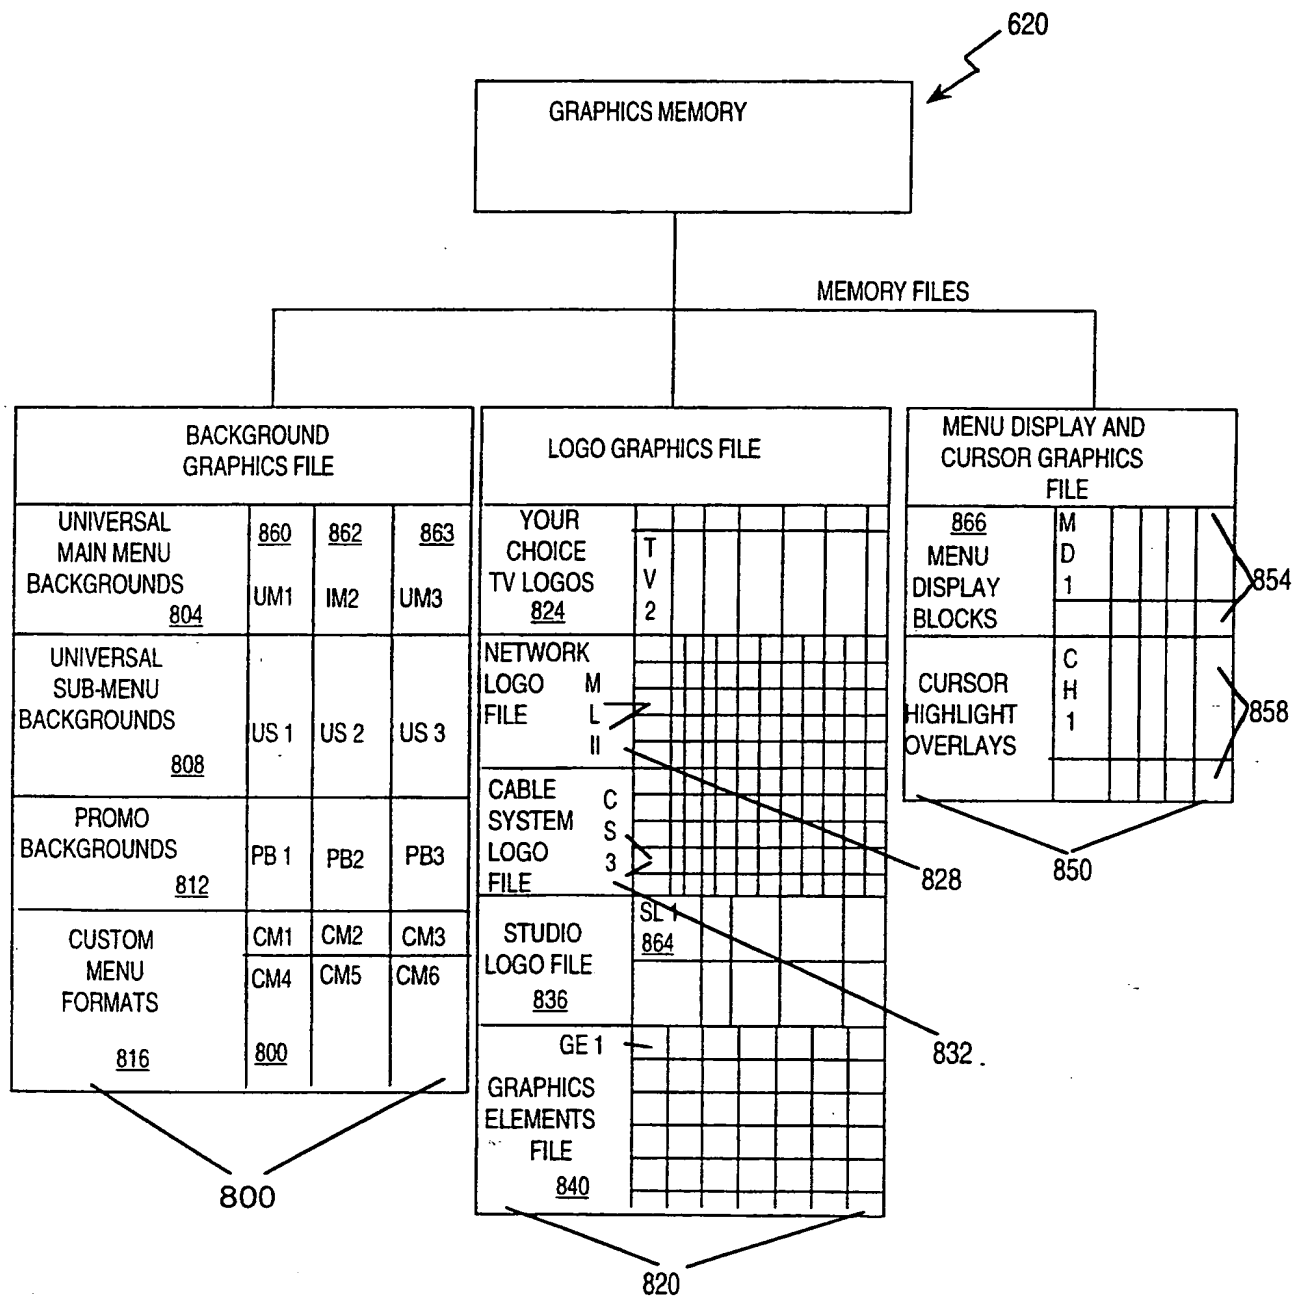 620
GRAPHICS MEMORY
MEMORY FILES
BACKGROUND
GRAPHICS FILE
UNIVERSAL
MAIN MENU
BACKGROUNDS
804
860
862
863
UM1
IM2
UM3
UNIVERSAL
SUB-MENU
BACKGROUNDS
808
US 1
US 2
US 3
PROMO
BACKGROUNDS
812
PB 1
PB2
PB3
CUSTOM
MENU
FORMATS
816
CM1
CM2
CM3
CM4
CM5
CM6
800
800
LOGO GRAPHICS FILE
YOUR
CHOICE
TV LOGOS
824
T
V
2
NETWORK
LOGO
FILE
M
L
II
CABLE
SYSTEM
LOGO
FILE
C
S
3
828
STUDIO
LOGO FILE
836
SL 1
864
832
GE 1
GRAPHICS
ELEMENTS
FILE
840
820
MENU DISPLAY AND
CURSOR GRAPHICS
FILE
866
MENU
DISPLAY
BLOCKS
M
D
1
854
CURSOR
HIGHLIGHT
OVERLAYS
C
H
1
858
850